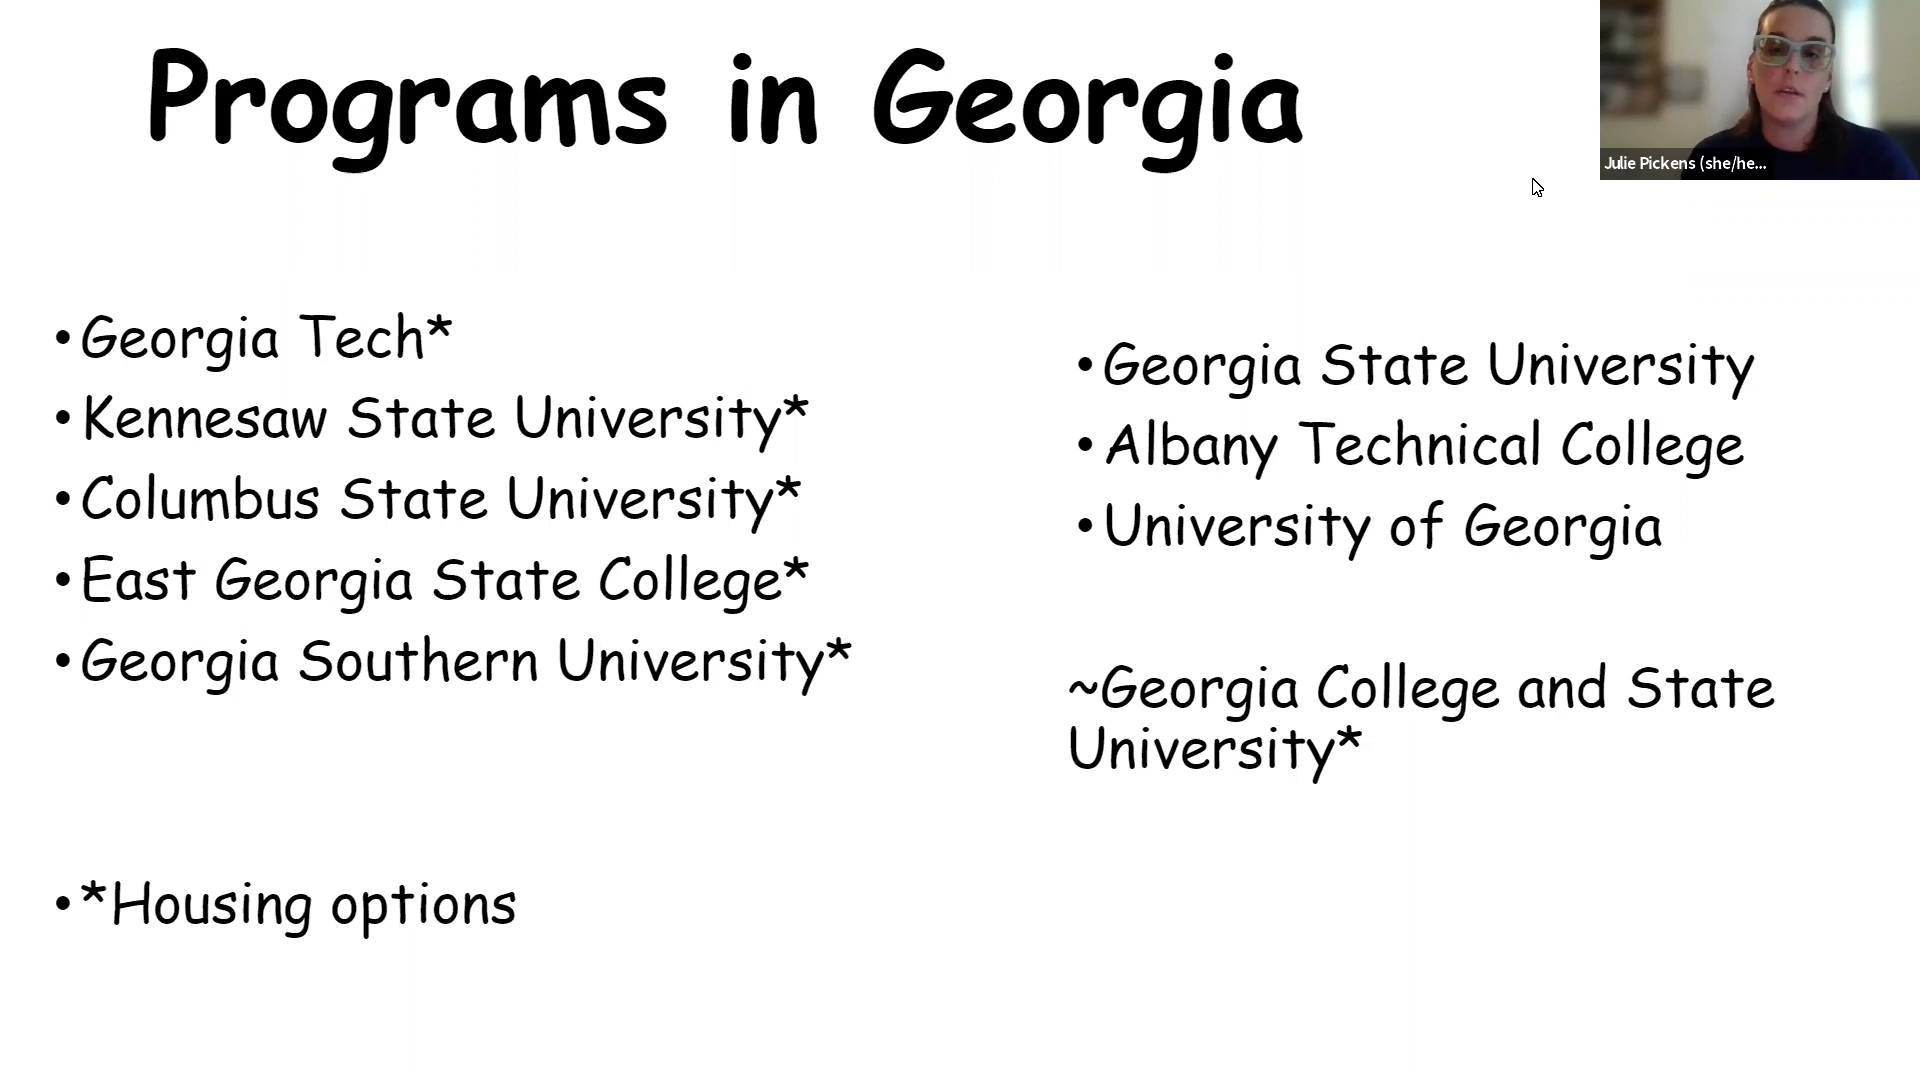 Programs in Georgia
Julie Pickens (she/he...
•Georgia Tech*
•Kennesaw State University*
•Columbus State University*
•East Georgia State College*
•Georgia Southern University*
•*Housing options
•Georgia State University
•Albany Technical College
•University of Georgia
~Georgia College and State
University*